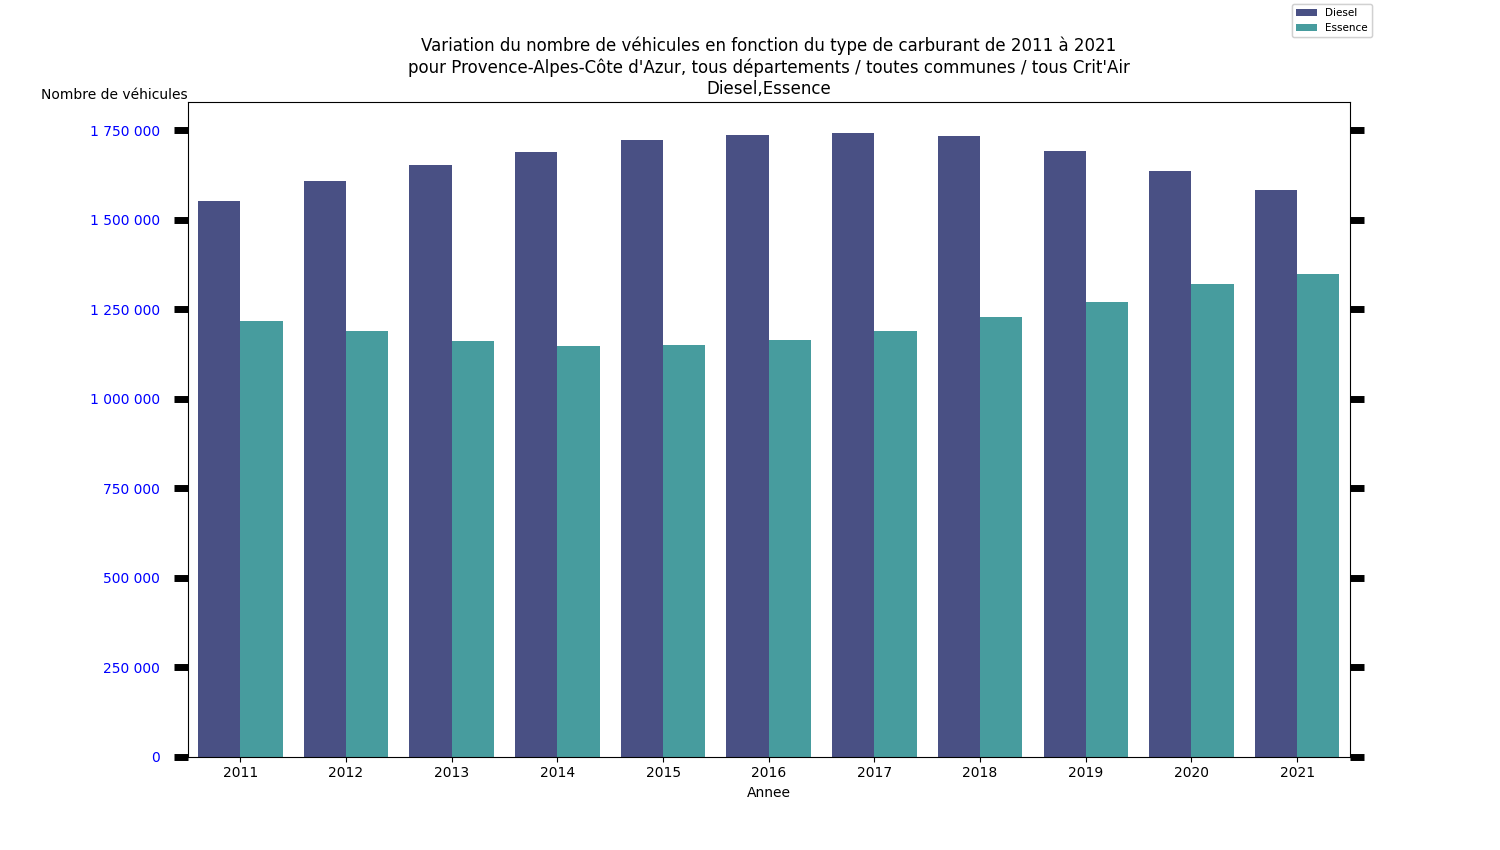 Diesel
Essence
Variation du nombre de véhicules en fonction du type de carburant de 2011 à 2021
pour Provence-Alpes-Côte d'Azur, tous départements / toutes communes / tous Crit'Air
Diesel,Essence
Nombre de véhicules
1 750 000
1 500 000
1 250 000
1 000 000
750 000
500 000
250 000
0
2011 2012 2013 2014 2015 2016 2017 2018 2019 2020 2021
Annee